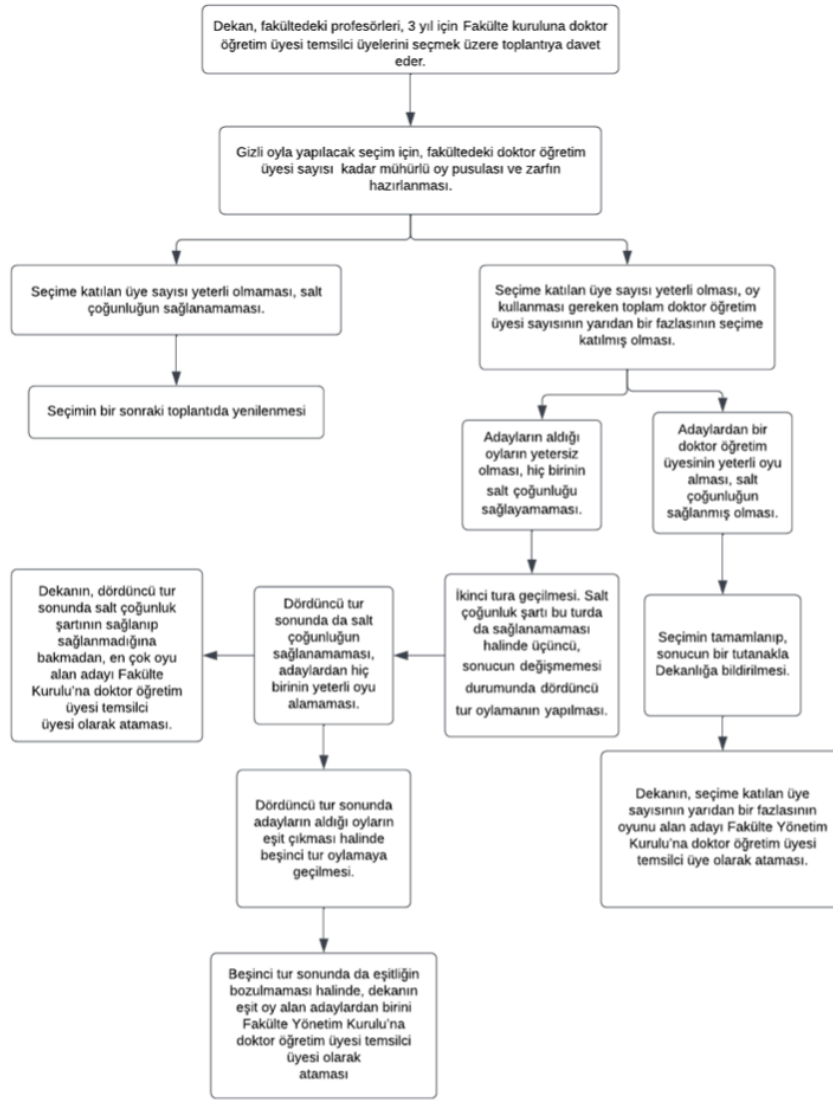 Dekan, fakültedeki profesörleri, 3 yıl için Fakülte kuruluna doktor
öğretim üyesi temsilci üyelerini seçmek üzere toplantıya davet
eder.
Gizli oyla yapılacak seçim için, fakültedeki doktor öğretim
üyesi sayısı kadar mühürlü oy pusulası ve zarfın
hazırlanması.
Seçime katılan üye sayısı yeterli olmaması, salt
çoğunluğun sağlanamaması.
Seçimin bir sonraki toplantıda yenilenmesi
Seçime katılan üye sayısı yeterli olması, oy
kullanması gereken toplam doktor öğretim
üyesi sayısının yarıdan bir fazlasının seçime
katılmış olması.
Adayların aldığı
oyların yetersiz
olması, hiç birinin
salt çoğunluğu
sağlayamaması.
Adaylardan bir
doktor öğretim
üyesinin yeterli oyu
alması, salt
çoğunluğun
sağlanmış olması.
İkinci tura geçilmesi. Salt
çoğunluk şartı bu turda
da sağlanamaması
halinde üçüncü,
sonucun değişmemesi
durumunda dördüncü
tur oylamanın yapılması.
Dördüncü tur
sonunda da salt
çoğunluğun
sağlanamaması,
adaylardan hiç
birinin yeterli oyu
alamaması.
Dekanın, dördüncü tur
sonunda salt çoğunluk
şartının sağlanıp
sağlanmadığına
bakmadan, en çok oyu
alan adayı Fakülte
Kurulu'na doktor öğretim
üyesi temsilci
üyesi olarak ataması.
Seçimin tamamlanıp,
sonucun bir tutanakla
Dekanlığa bildirilmesi.
Dekanın, seçime katılan üye
sayısının yarıdan bir fazlasının
oyunu alan adayı Fakülte Yönetim
Kurulu'na doktor öğretim üyesi
temsilci üye olarak ataması.
Dördüncü tur sonunda
adayların aldığı oyların
eşit çıkması halinde
beşinci tur oylamaya
geçilmesi.
Beşinci tur sonunda da eşitliğin
bozulmaması halinde, dekanın
eşit oy alan adaylardan birini
Fakülte Yönetim Kurulu'na
doktor öğretim üyesi temsilci
üyesi olarak
ataması